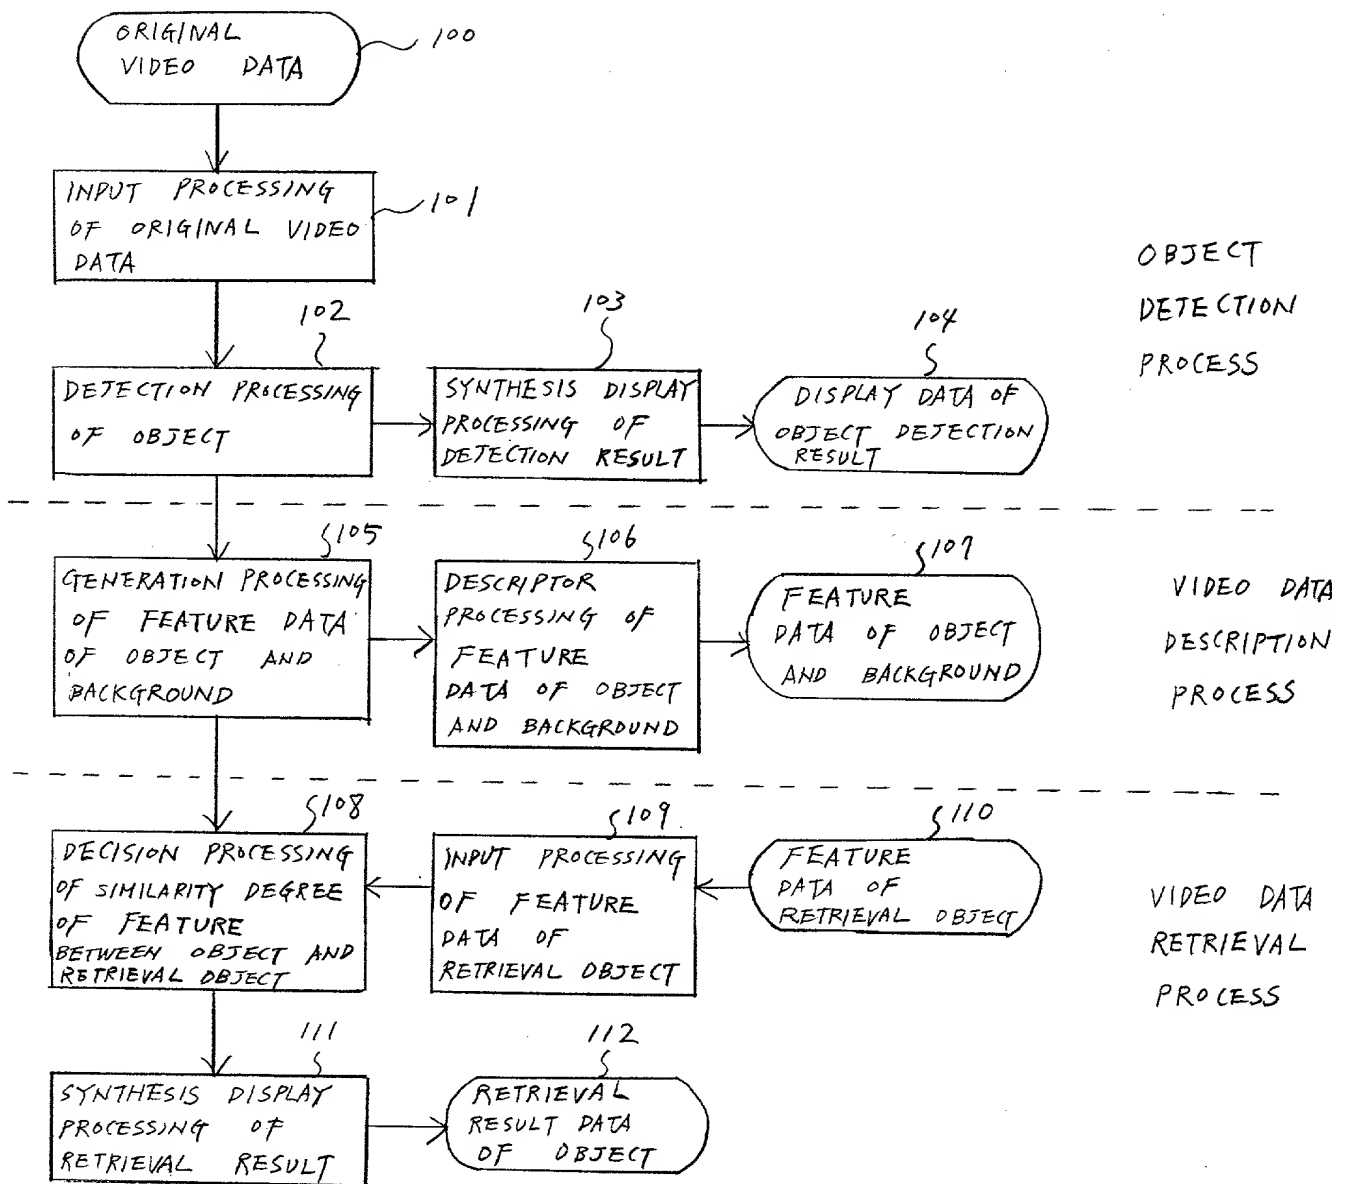 ORIGINAL
VIDEO DATA
100
INPUT PROCESSING
OF ORIGINAL VIDEO
DATA
101
OBJECT
DETECTION
PROCESS
102
DETECTION PROCESSING
OF OBJECT
103
SYNTHESIS DISPLAY
PROCESSING OF
DETECTION RESULT
104
DISPLAY DATA OF
OBJECT DETECTION
RESULT
105
GENERATION PROCESSING
OF FEATURE DATA
OF OBJECT AND
BACKGROUND
106
DESCRIPTOR
PROCESSING OF
FEATURE
DATA OF OBJECT
AND BACKGROUND
107
FEATURE
DATA OF OBJECT
AND BACKGROUND
VIDEO DATA
DESCRIPTION
PROCESS
108
DECISION PROCESSING
OF SIMILARITY DEGREE
OF FEATURE
BETWEEN OBJECT AND
RETRIEVAL OBJECT
109
INPUT PROCESSING
OF FEATURE
DATA OF
RETRIEVAL OBJECT
110
FEATURE
DATA OF
RETRIEVAL OBJECT
VIDEO DATA
RETRIEVAL
PROCESS
111
SYNTHESIS DISPLAY
PROCESSING OF
RETRIEVAL RESULT
112
RETRIEVAL
RESULT DATA
OF OBJECT